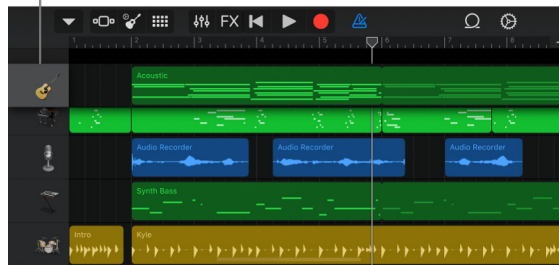 FX
1 2 3 4 5 6 7 8
Acoustic
Audio Recorder Audio Recorder Audio Recorder
Synth Bass
Intro Kyle